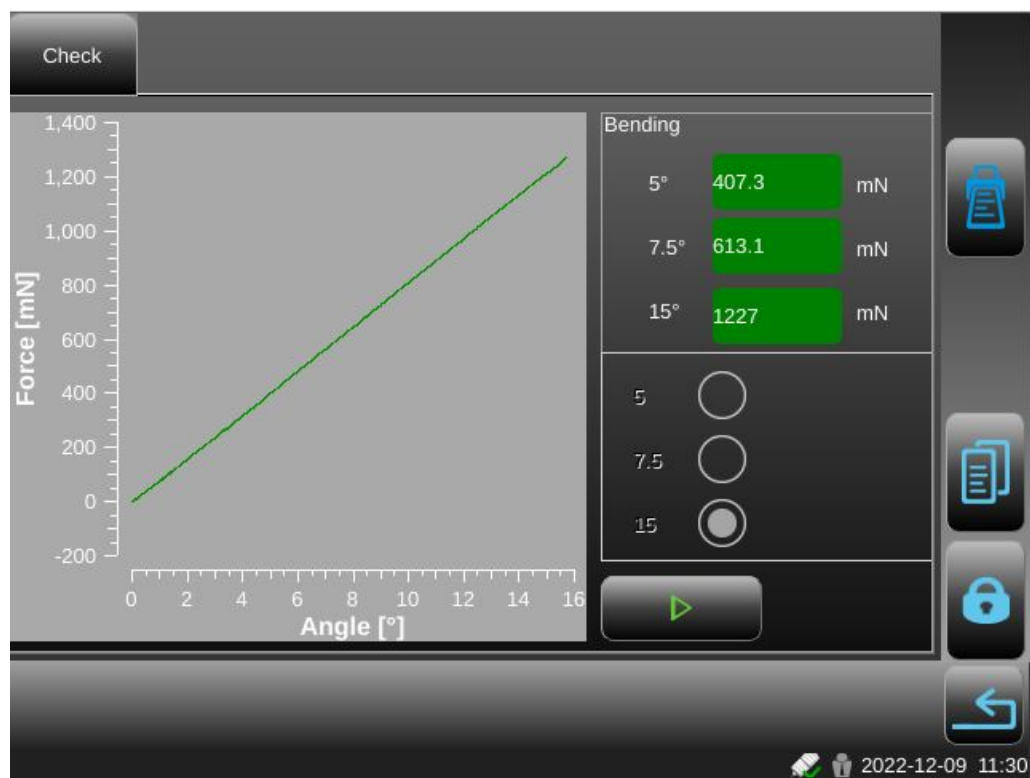 Check
1,400
1,200
1,000
800
600
400
200
0
-200
Force [mN]
0 2 4 6 8 10 12 14 16
Angle [°]
Bending
5° 407.3 mN
7.5° 613.1 mN
15° 1227 mN
5
7.5
15
2022-12-09 11:30